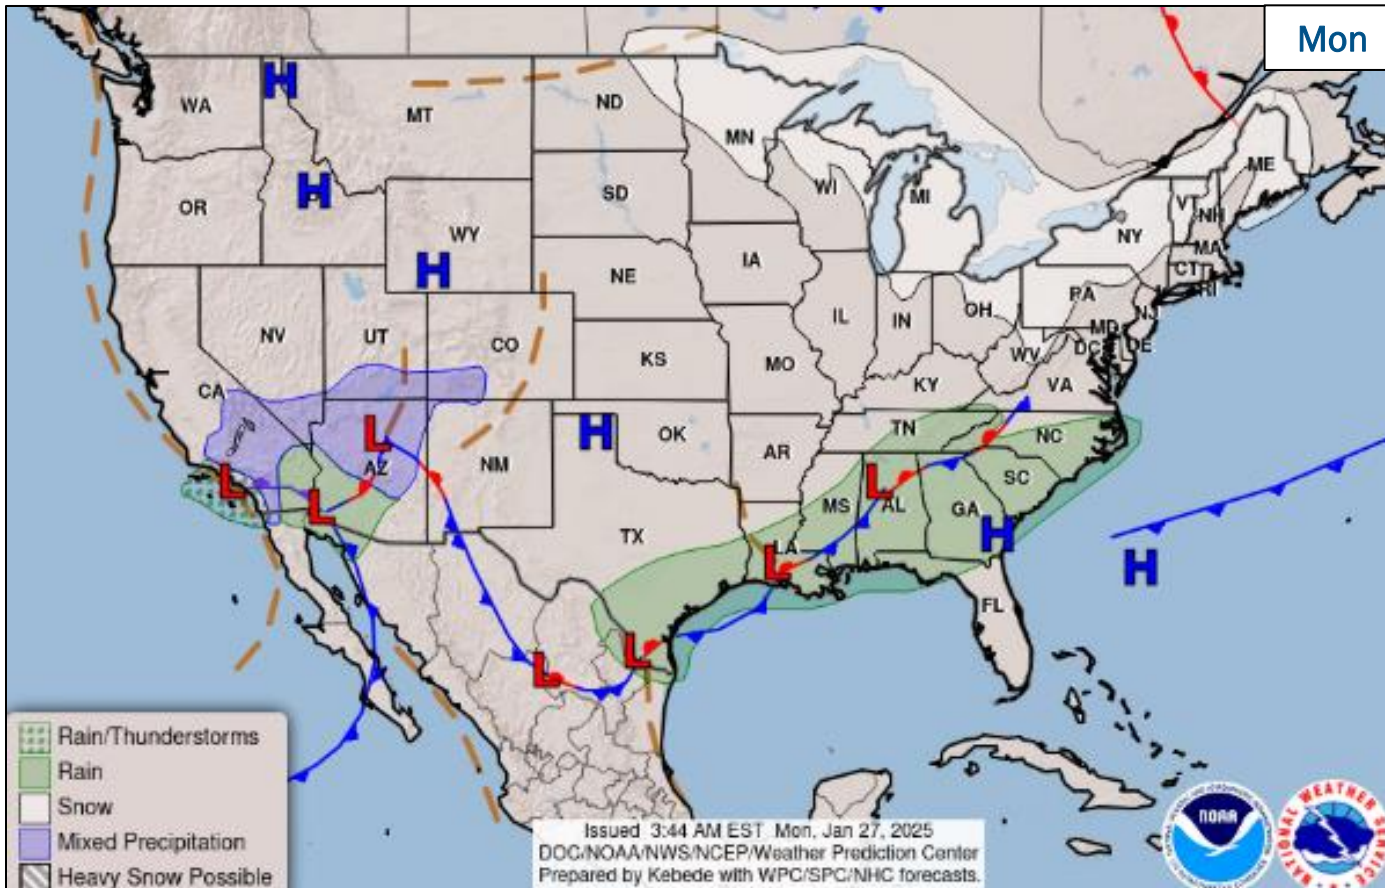 Mon
H
WA
MT
ND
MN
ME
H
SD
WI
MI
VT
NH
OR
WY
NY
MA
H
IA
CT
RI
NE
PA
NV
UT
CO
IL
IN
OH
NJ
MD
DE
DC
KS
MO
WV
VA
CA
KY
L
H
OK
TN
NC
AR
AZ
NM
L
L
SC
L
MS
AL
GA
H
TX
LA
L
H
FL
L
L
Rain/Thunderstorms
Rain
Snow
Mixed Precipitation
Heavy Snow Possible
Issued 3:44 AM EST Mon, Jan 27, 2025
DOC/NOAA/NWS/NCEP/Weather Prediction Center
Prepared by Kebede with WPC/SPC/NHC forecasts.
NOAA
NATIONAL WEATHER SERVICE